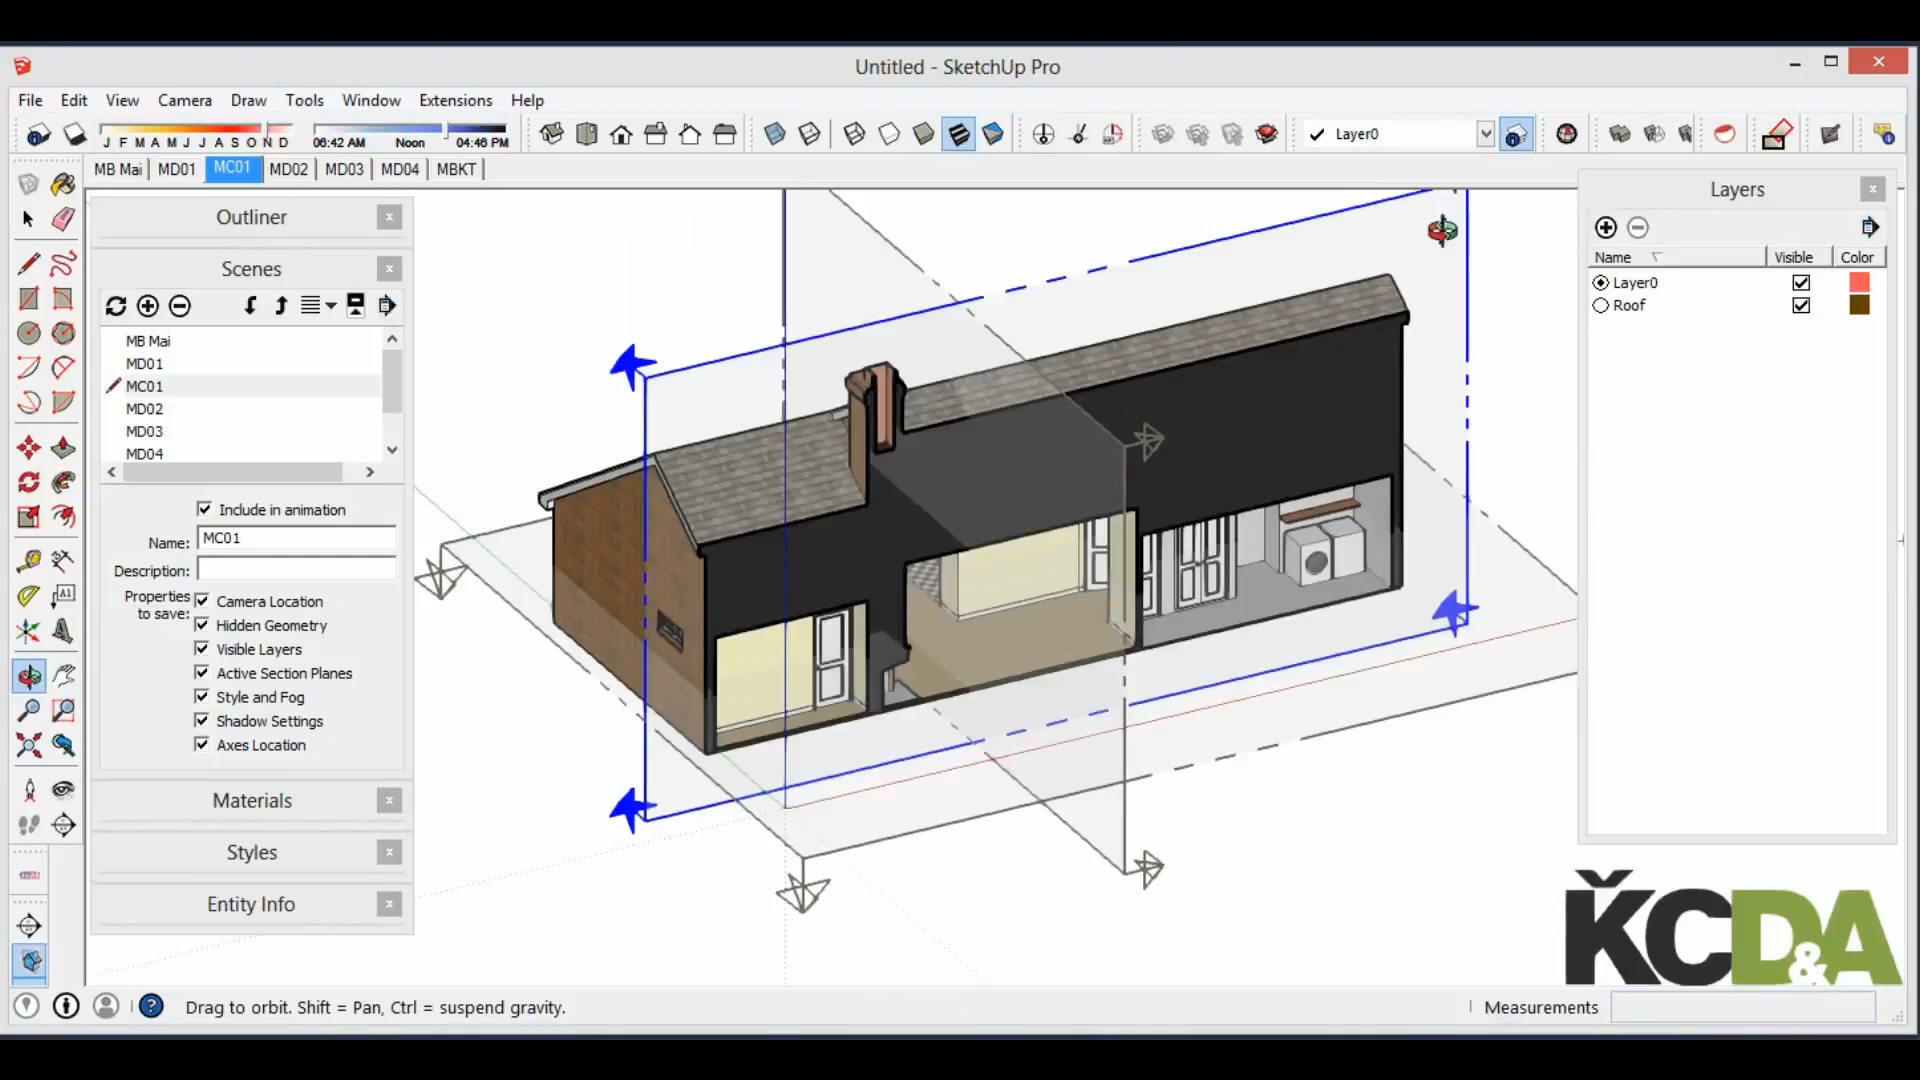 Untitled - SketchUp Pro
File Edit View Camera Draw Tools Window Extensions Help
J F M A M J J A S O N D 06:42 AM Noon 04:46 PM Layer0
MB Mai MD01 MC01 MD02 MD03 MD04 MBKT
Outliner
Scenes
MB Mai
MD01
MC01
MD02
MD03
MD04
Include in animation
Name: MC01
Description:
Properties to save:
Camera Location
Hidden Geometry
Visible Layers
Active Section Planes
Style and Fog
Shadow Settings
Axes Location
Materials
Styles
Entity Info
Layers
Name Visible Color
Layer0
Roof
KCD&A
Drag to orbit. Shift = Pan, Ctrl = suspend gravity.
Measurements